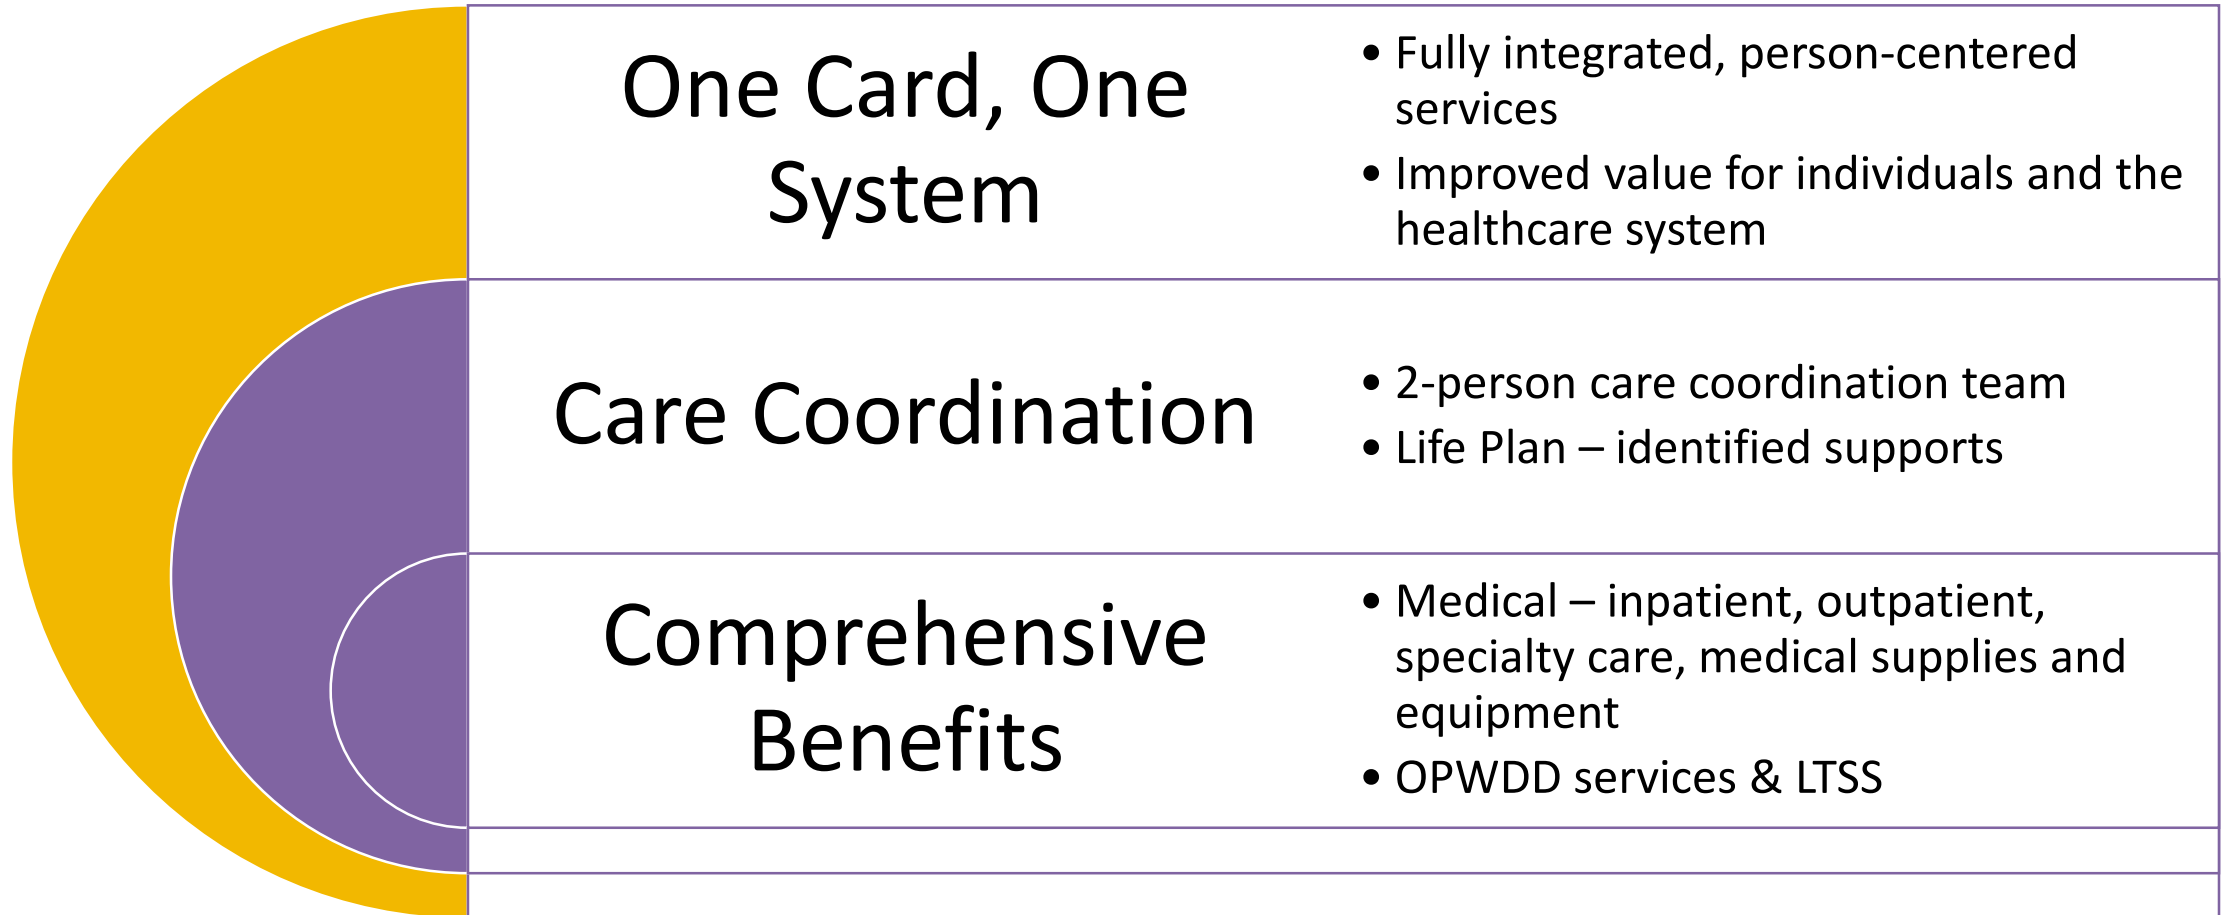 One Card, One
System
• Fully integrated, person-centered
services
• Improved value for individuals and the
healthcare system
Care Coordination
• 2-person care coordination team
• Life Plan – identified supports
Comprehensive
Benefits
• Medical – inpatient, outpatient,
specialty care, medical supplies and
equipment
• OPWDD services & LTSS